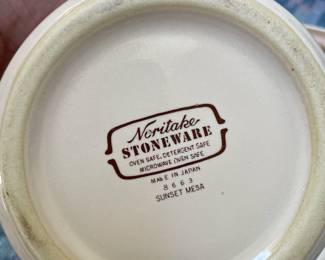 Noritake
STONEWARE
OVEN SAFE, DETERGENT SAFE
MICROWAVE OVEN SAFE
MADE IN JAPAN
8663
SUNSET MESA